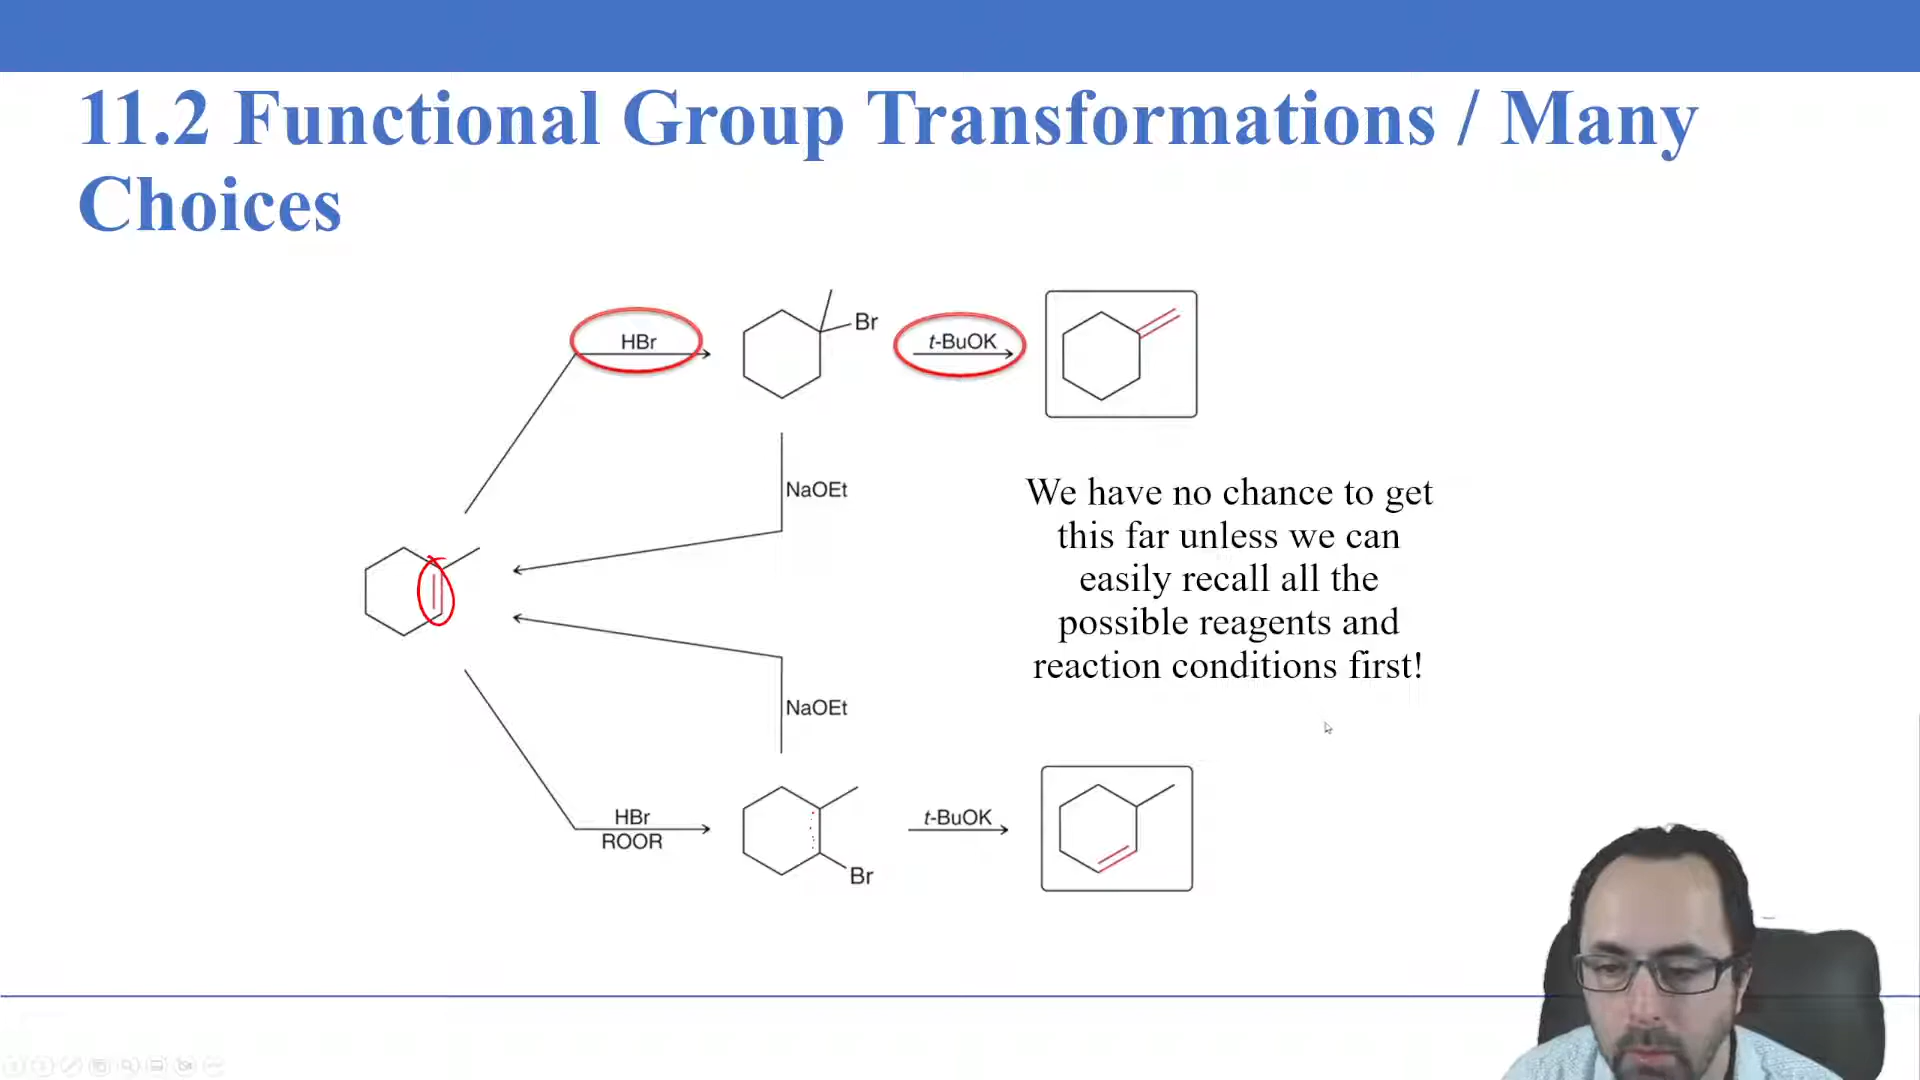 11.2 Functional Group Transformations / Many
Choices
HBr
Br
t-BuOK
NaOEt
We have no chance to get
this far unless we can
easily recall all the
possible reagents and
reaction conditions first!
NaOEt
HBr
ROOR
Br
t-BuOK